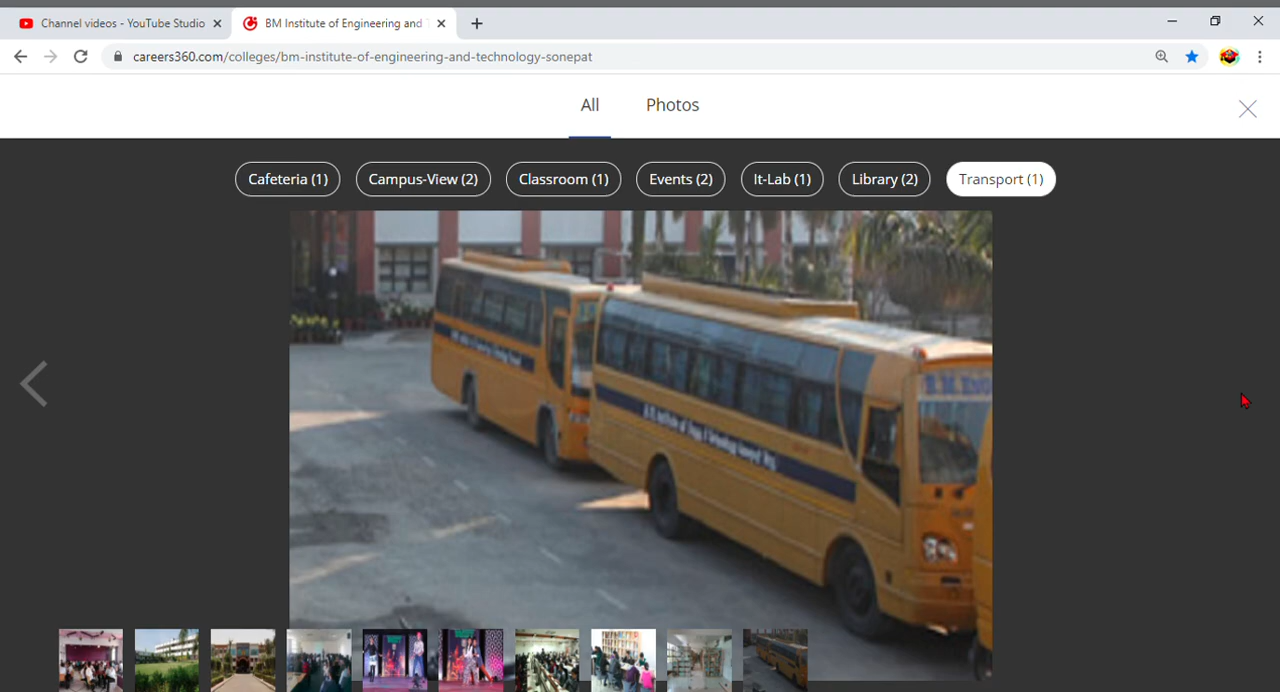 Channel videos - YouTube Studio
BM Institute of Engineering and
careers360.com/colleges/bm-institute-of-engineering-and-technology-sonepat
All Photos
Cafeteria (1) Campus-View (2) Classroom (1) Events (2) It-Lab (1) Library (2) Transport (1)